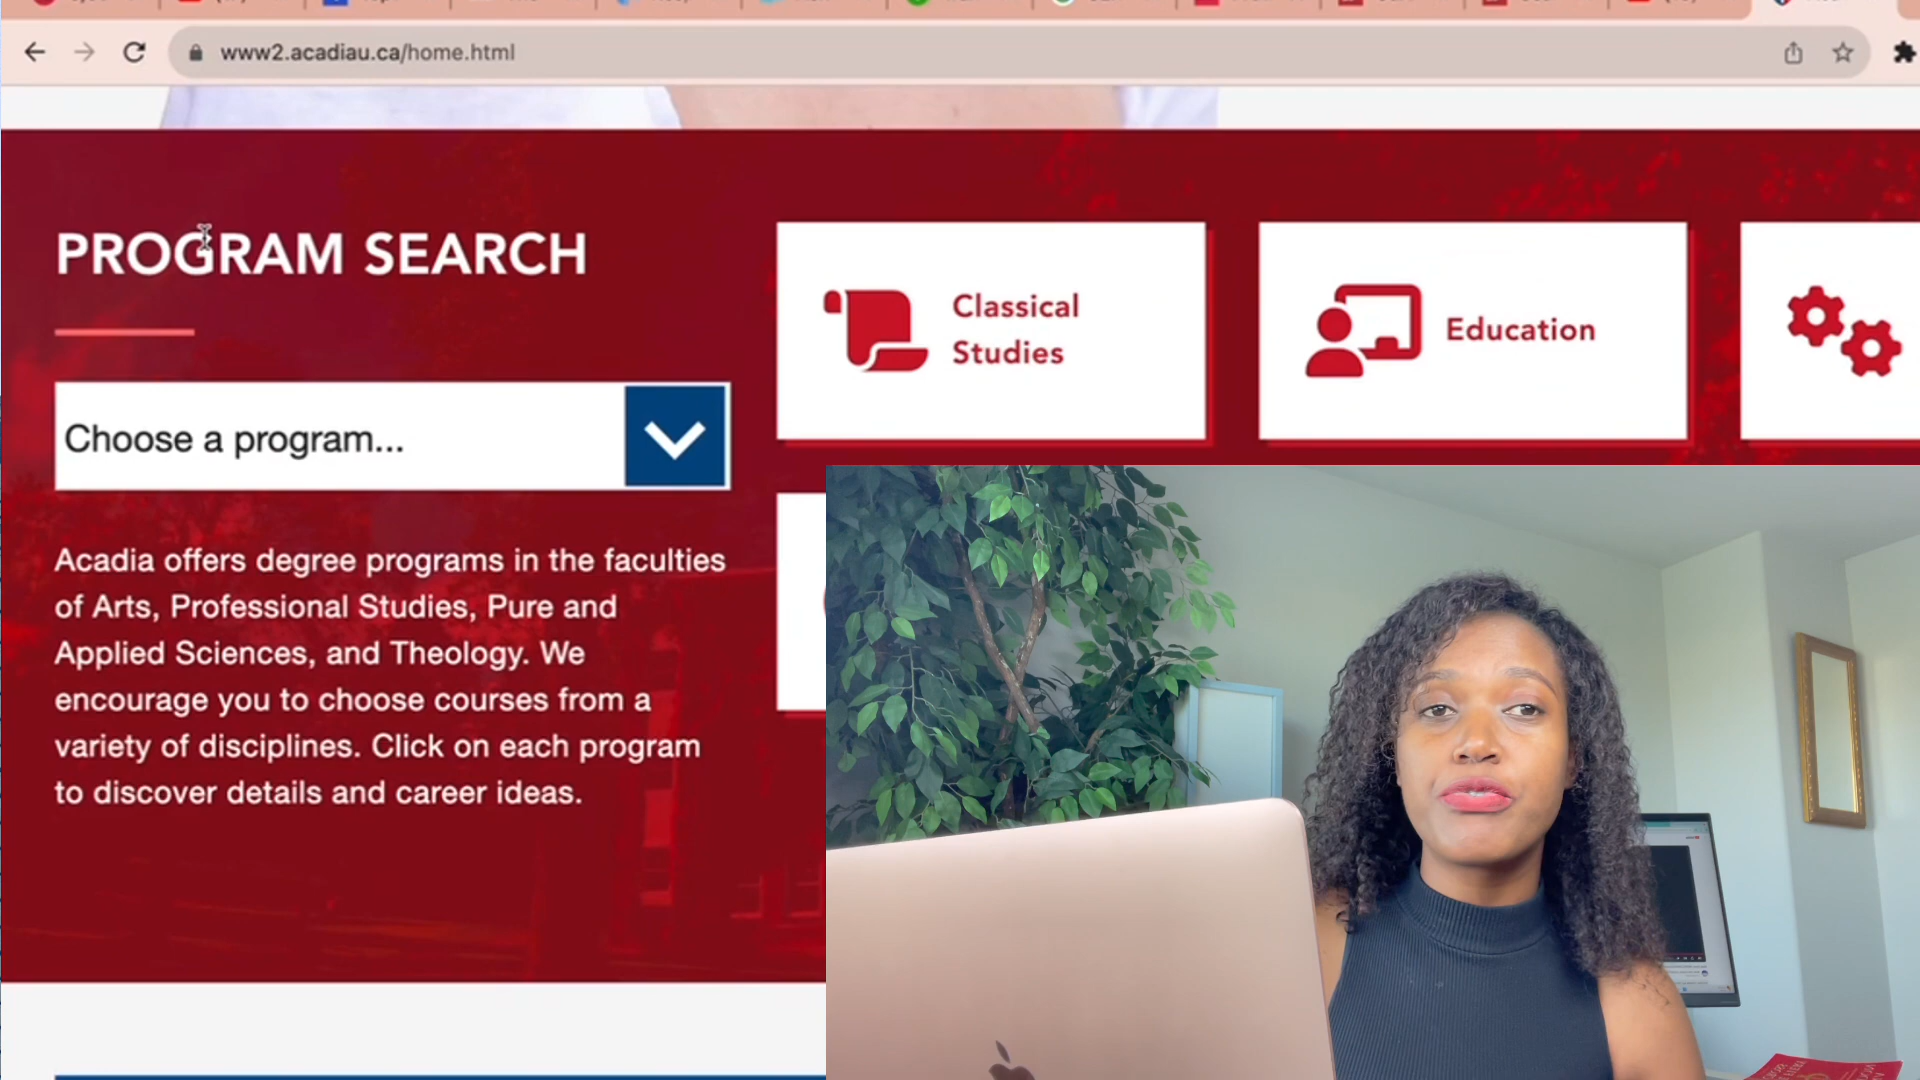 www2.acadiau.ca/home.html
PROGRAM SEARCH
Choose a program...
Acadia offers degree programs in the faculties
of Arts, Professional Studies, Pure and
Applied Sciences, and Theology. We
encourage you to choose courses from a
variety of disciplines. Click on each program
to discover details and career ideas.
Classical
Studies
Education